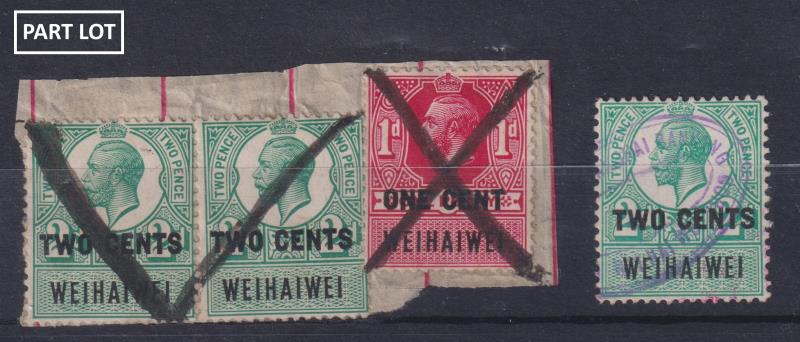 PART LOT
TWO PENCE TWO PENCE
TWO CENTS
WEIHAIWEI
TWO PENCE TWO PENCE
TWO CENTS
WEIHAIWEI
1d 1d
ONE CENT
WEIHAIWEI
TWO PENCE TWO PENCE
TWO CENTS
WEIHAIWEI